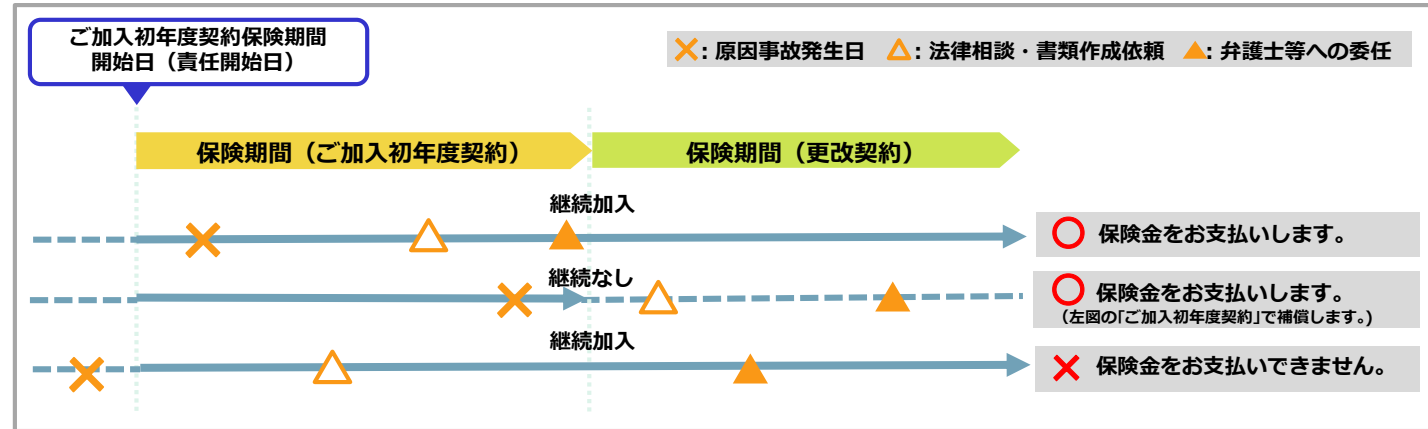 ご加入初年度契約保険期間
開始日（責任開始日）
：原因事故発生日 ：法律相談・書類作成依頼 ：弁護士等への委任
保険期間（ご加入初年度契約） 保険期間（更改契約）
継続加入
保険金をお支払いします。
継続なし
保険金をお支払いします。
（左図の「ご加入初年度契約」で補償します。）
継続加入
保険金をお支払いできません。